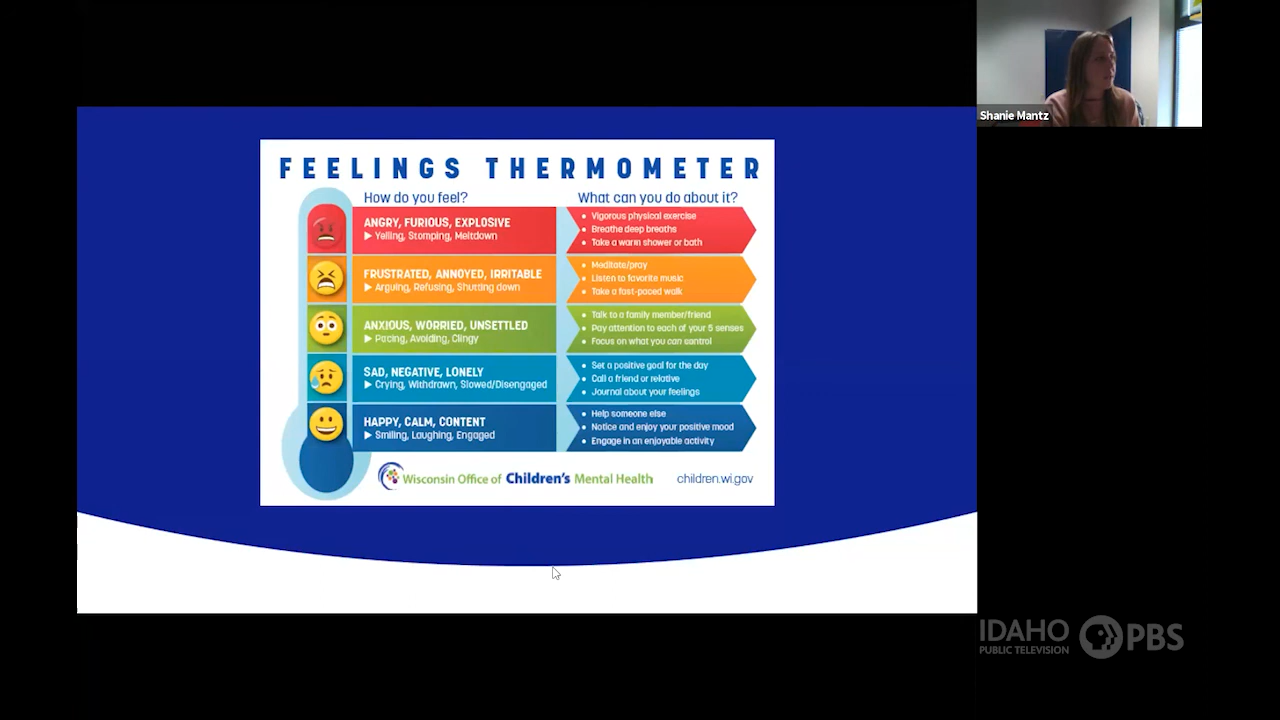 Shanie Mantz
FEELINGS THERMOMETER
How do you feel?
What can you do about it?
ANGRY, FURIOUS, EXPLOSIVE
▶ Yelling, Stomping, Meltdown
• Vigorous physical exercise
• Breathe deep breaths
• Take a warm shower or bath
FRUSTRATED, ANNOYED, IRRITABLE
▶ Arguing, Refusing, Shutting down
• Meditate/pray
• Listen to favorite music
• Take a fast-paced walk
ANXIOUS, WORRIED, UNSETTLED
▶ Pacing, Avoiding, Clingy
• Talk to a family member/friend
• Pay attention to each of your 5 senses
• Focus on what you can control
SAD, NEGATIVE, LONELY
▶ Crying, Withdrawn, Slowed/Disengaged
• Set a positive goal for the day
• Call a friend or relative
• Journal about your feelings
HAPPY, CALM, CONTENT
▶ Smiling, Laughing, Engaged
• Help someone else
• Notice and enjoy your positive mood
• Engage in an enjoyable activity
Wisconsin Office of Children's Mental Health
children.wi.gov
IDAHO
PUBLIC TELEVISION
PBS